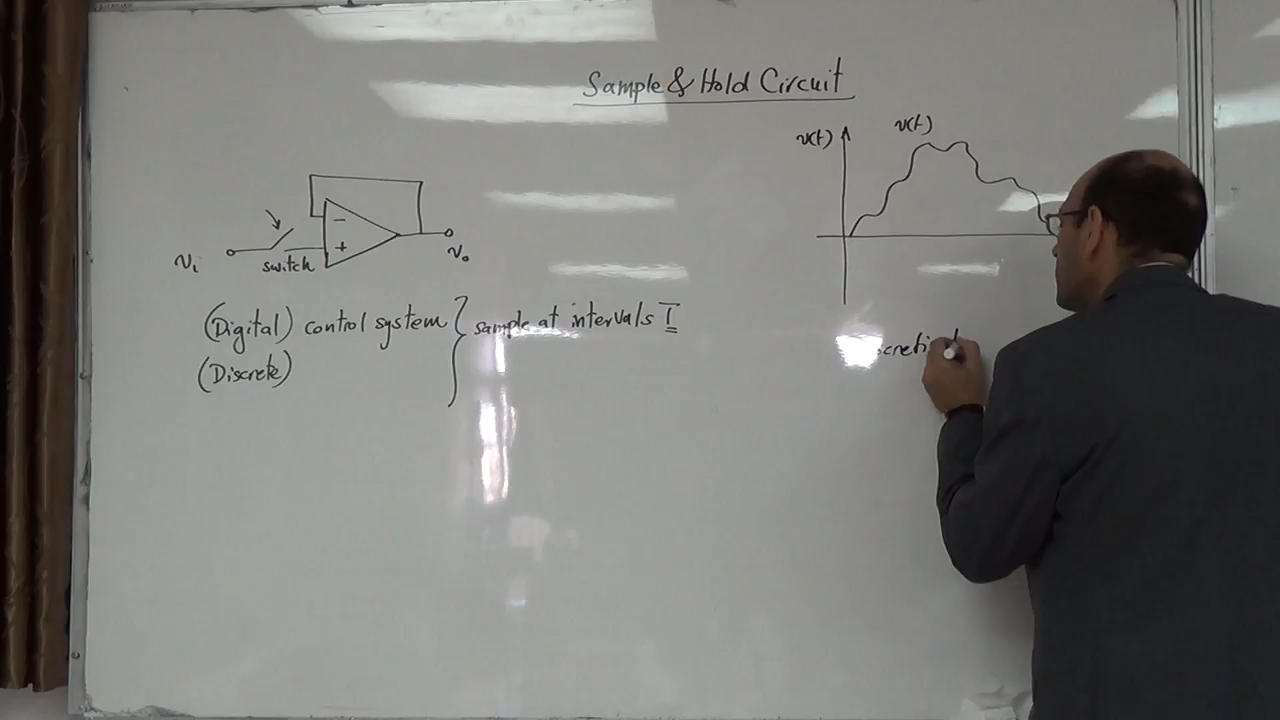 Sample & Hold Circuit
v(t)
v(t)
−
+
switch
vi
vo
(Digital) control system } sample at intervals T
(Discrete)